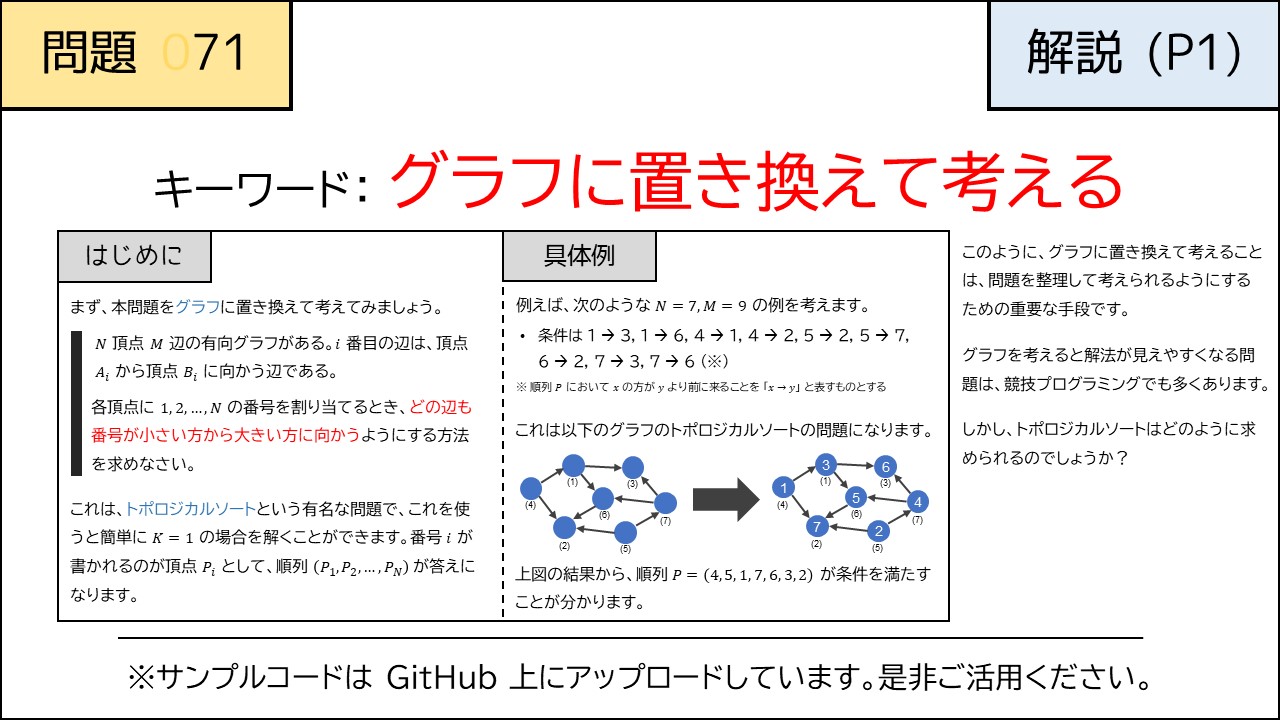 問題 071
解説 (P1)
キーワード: グラフに置き換えて考える
はじめに
まず、本問題をグラフに置き換えて考えてみましょう。
N 頂点 M 辺の有向グラフがある。i 番目の辺は、頂点
A_i から頂点 B_i に向かう辺である。
各頂点に 1, 2, ..., N の番号を割り当てるとき、どの辺も
番号が小さい方から大きい方に向かうようにする方法
を求めなさい。
これは、トポロジカルソートという有名な問題で、これを使
うと簡単に K = 1 の場合を解くことができます。番号 i が
書かれるのが頂点 P_i として、順列 (P_1, P_2, ..., P_N) が答えに
なります。
具体例
例えば、次のような N = 7, M = 9 の例を考えます。
• 条件は 1 → 3, 1 → 6, 4 → 1, 4 → 2, 5 → 2, 5 → 7,
6 → 2, 7 → 3, 7 → 6 (※)
※ 順列 P において x の方が y より前に来ることを 「x → y」 と表すものとする
これは以下のグラフのトポロジカルソートの問題になります。
(1)
(3)
(4)
(6)
(7)
(2)
(5)
3
(1)
6
(3)
1
(4)
5
(6)
4
(7)
7
(2)
2
(5)
上図の結果から、順列 P = (4, 5, 1, 7, 6, 3, 2) が条件を満たす
ことが分かります。
このように、グラフに置き換えて考えること
は、問題を整理して考えられるようにする
ための重要な手段です。
グラフを考えると解法が見えやすくなる問
題は、競技プログラミングでも多くあります。
しかし、トポロジカルソートはどのように求
められるのでしょうか？
※サンプルコードは GitHub 上にアップロードしています。是非ご活用ください。